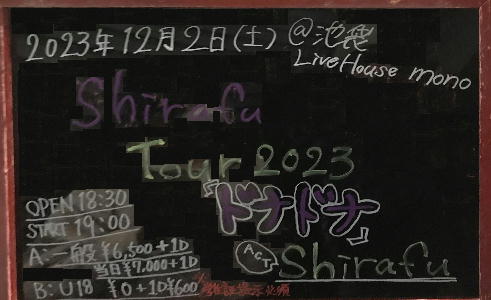 2023年12月2日(土) @池袋
LiveHouse mono
Shirafu
Tour 2023
『ドナドナ』
OPEN 18:30
START 19:00
A: 一般 ¥6,500+1D
当日¥7,000+1D
ACT
Shirafu
B: U18 ¥0+1D¥600